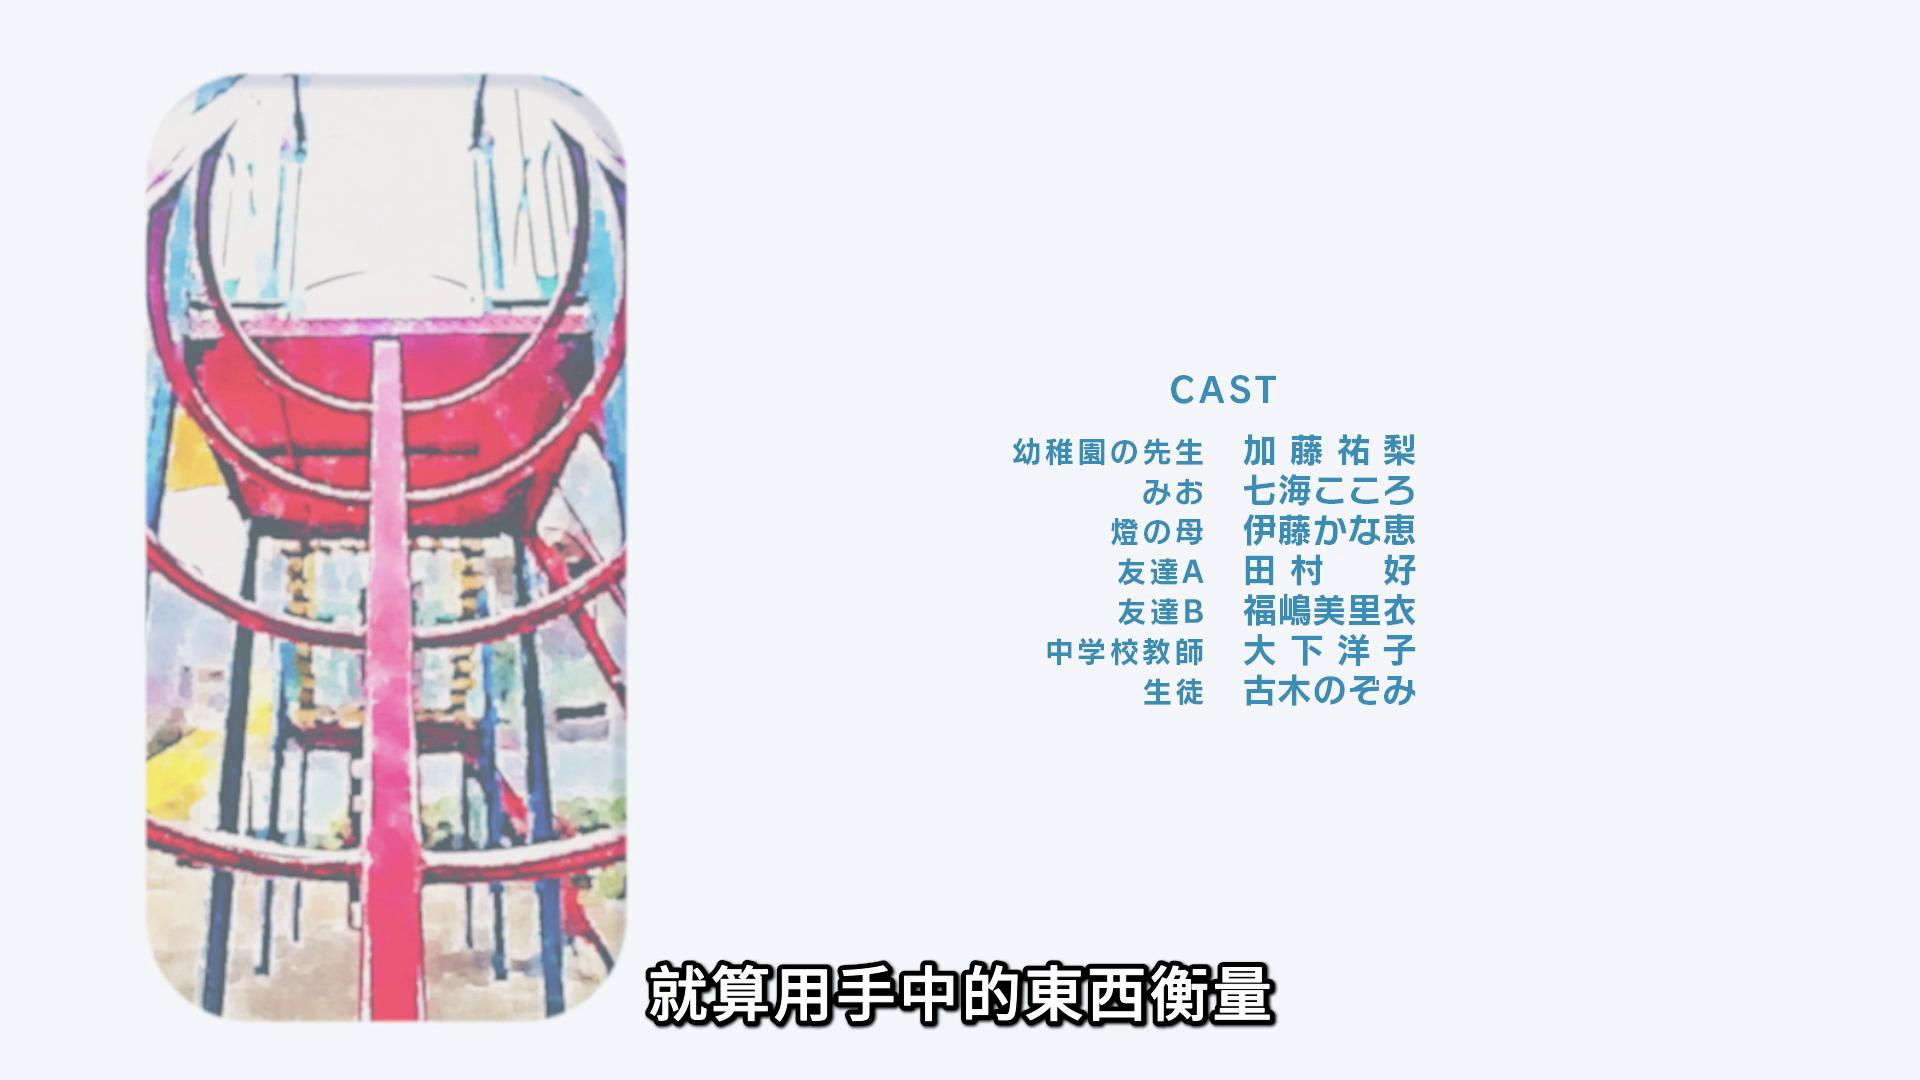 CAST
幼稚園の先生 加藤祐梨
みお 七海こころ
燈の母 伊藤かな恵
友達A 田村 好
友達B 福嶋美里衣
中学校教師 大下洋子
生徒 古木のぞみ
就算用手中的東西衡量